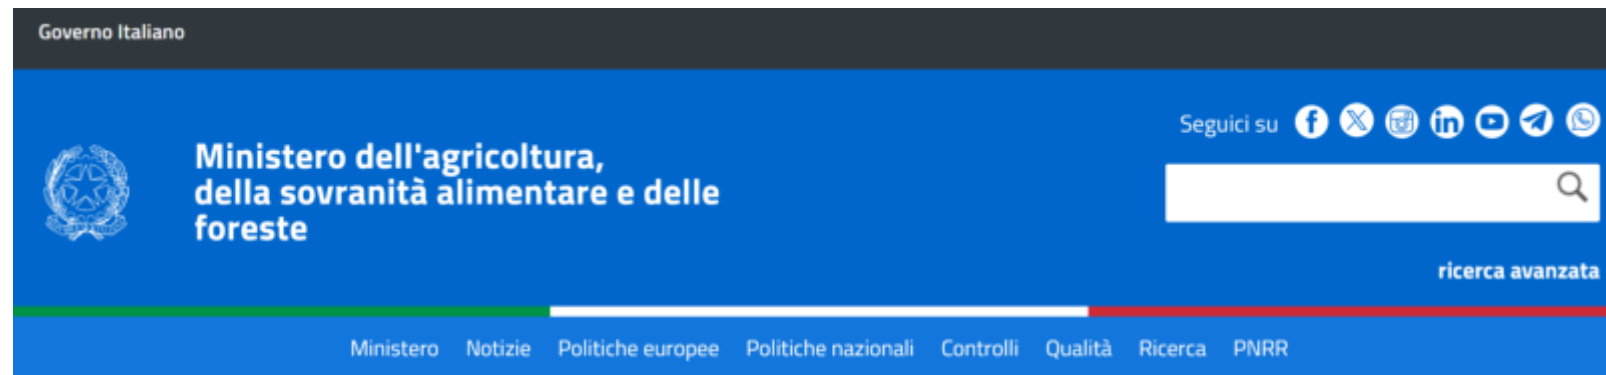 Governo Italiano
Seguici su
Ministero dell'agricoltura,
della sovranità alimentare e delle
foreste
ricerca avanzata
Ministero Notizie Politiche europee Politiche nazionali Controlli Qualità Ricerca PNRR